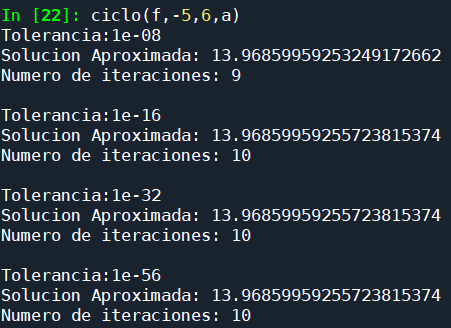 In [22]: ciclo(f,-5,6,a)
Tolerancia:1e-08
Solucion Aproximada: 13.96859959253249172662
Numero de iteraciones: 9
Tolerancia:1e-16
Solucion Aproximada: 13.96859959255723815374
Numero de iteraciones: 10
Tolerancia:1e-32
Solucion Aproximada: 13.96859959255723815374
Numero de iteraciones: 10
Tolerancia:1e-56
Solucion Aproximada: 13.96859959255723815374
Numero de iteraciones: 10